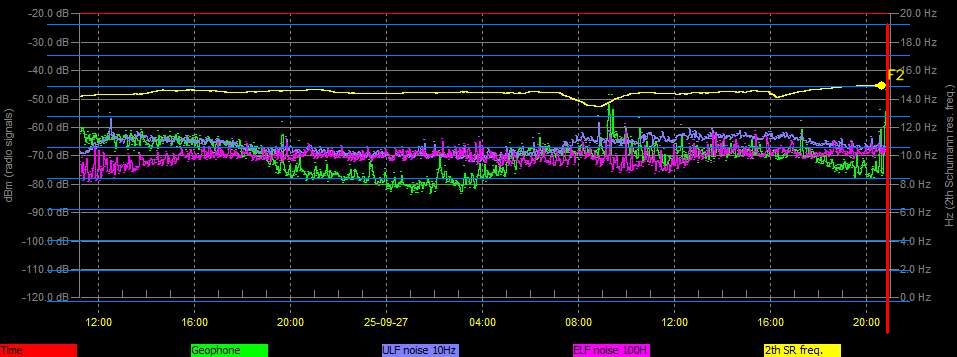 -20.0 dB 20.0 Hz
-30.0 dB 18.0 Hz
-40.0 dB 16.0 Hz
F2
-50.0 dB 14.0 Hz
-60.0 dB 12.0 Hz
-70.0 dB 10.0 Hz
-80.0 dB 8.0 Hz
-90.0 dB 6.0 Hz
-100.0 dB 4.0 Hz
-110.0 dB 2.0 Hz
-120.0 dB 0.0 Hz
dBm (radio signals)
Hz (2th Schumann res. freq.)
12:00 16:00 20:00 25-09-27 04:00 08:00 12:00 16:00 20:00
Time Geophone ULF noise 10Hz ELF noise 100H 2th SR freq.